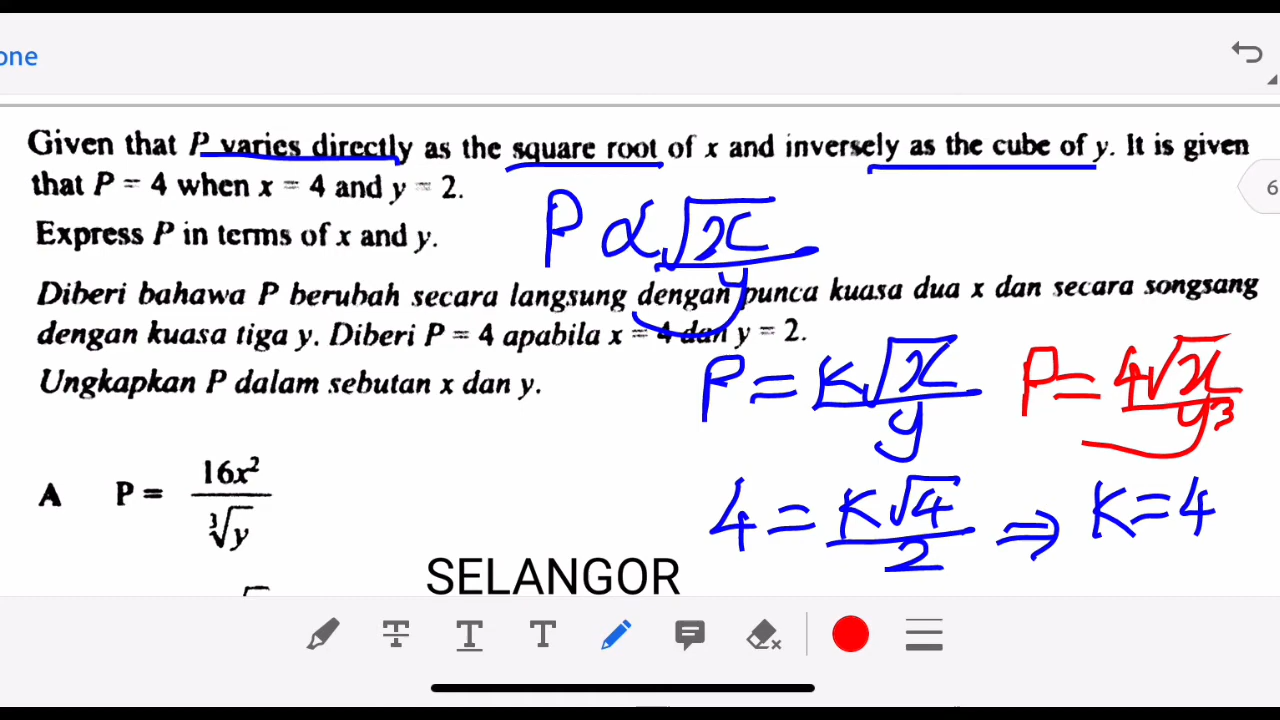 one
Given that P varies directly as the square root of x and inversely as the cube of y. It is given
that P = 4 when x = 4 and y = 2.
Express P in terms of x and y.
P ∝ √x / y
Diberi bahawa P berubah secara langsung dengan punca kuasa dua x dan secara songsang
dengan kuasa tiga y. Diberi P = 4 apabila x = 4 dan y = 2.
Ungkapkan P dalam sebutan x dan y.
P = k√x / y
P = 4√x / y³
A P = 16x² / ∛y
4 = k√4 / 2 ⇒ k = 4
SELANGOR
6
T T T